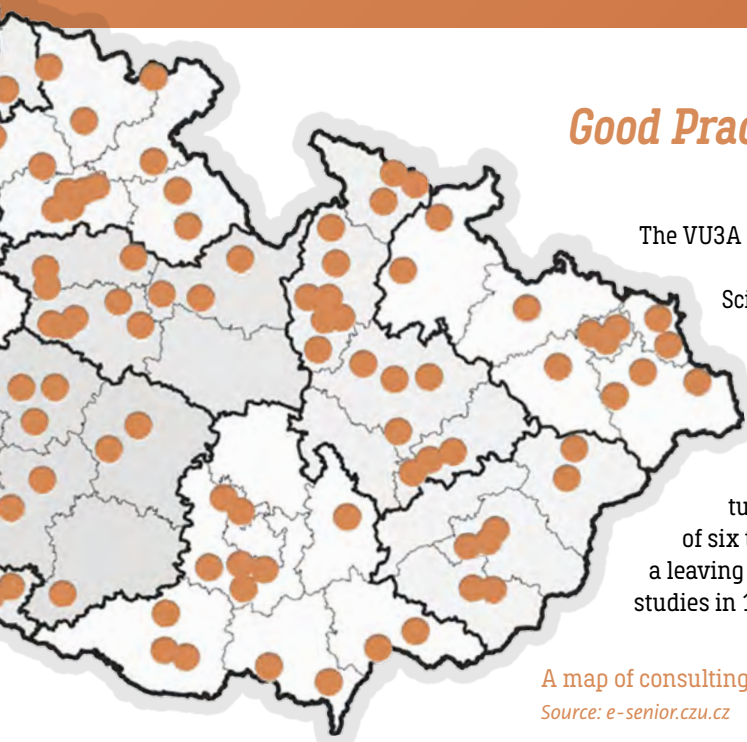 Good Prac
The VU3A
Sci
tu
of six t
a leaving
studies in 1
A map of consulting
Source: e-senior.czu.cz